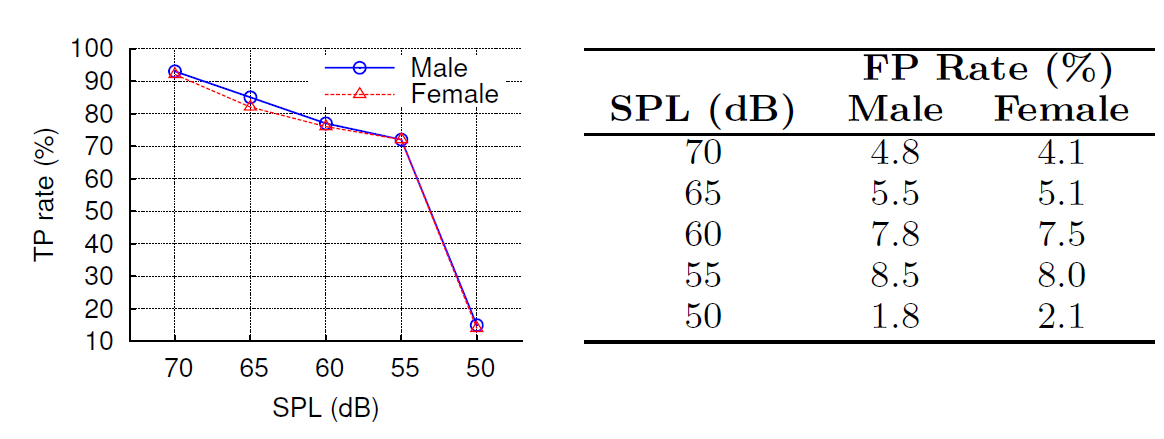 100
90
80
70
60
50
40
30
20
10
TP rate (%)
Male
Female
70 65 60 55 50
SPL (dB)
FP Rate (%)
SPL (dB) Male Female
70 4.8 4.1
65 5.5 5.1
60 7.8 7.5
55 8.5 8.0
50 1.8 2.1